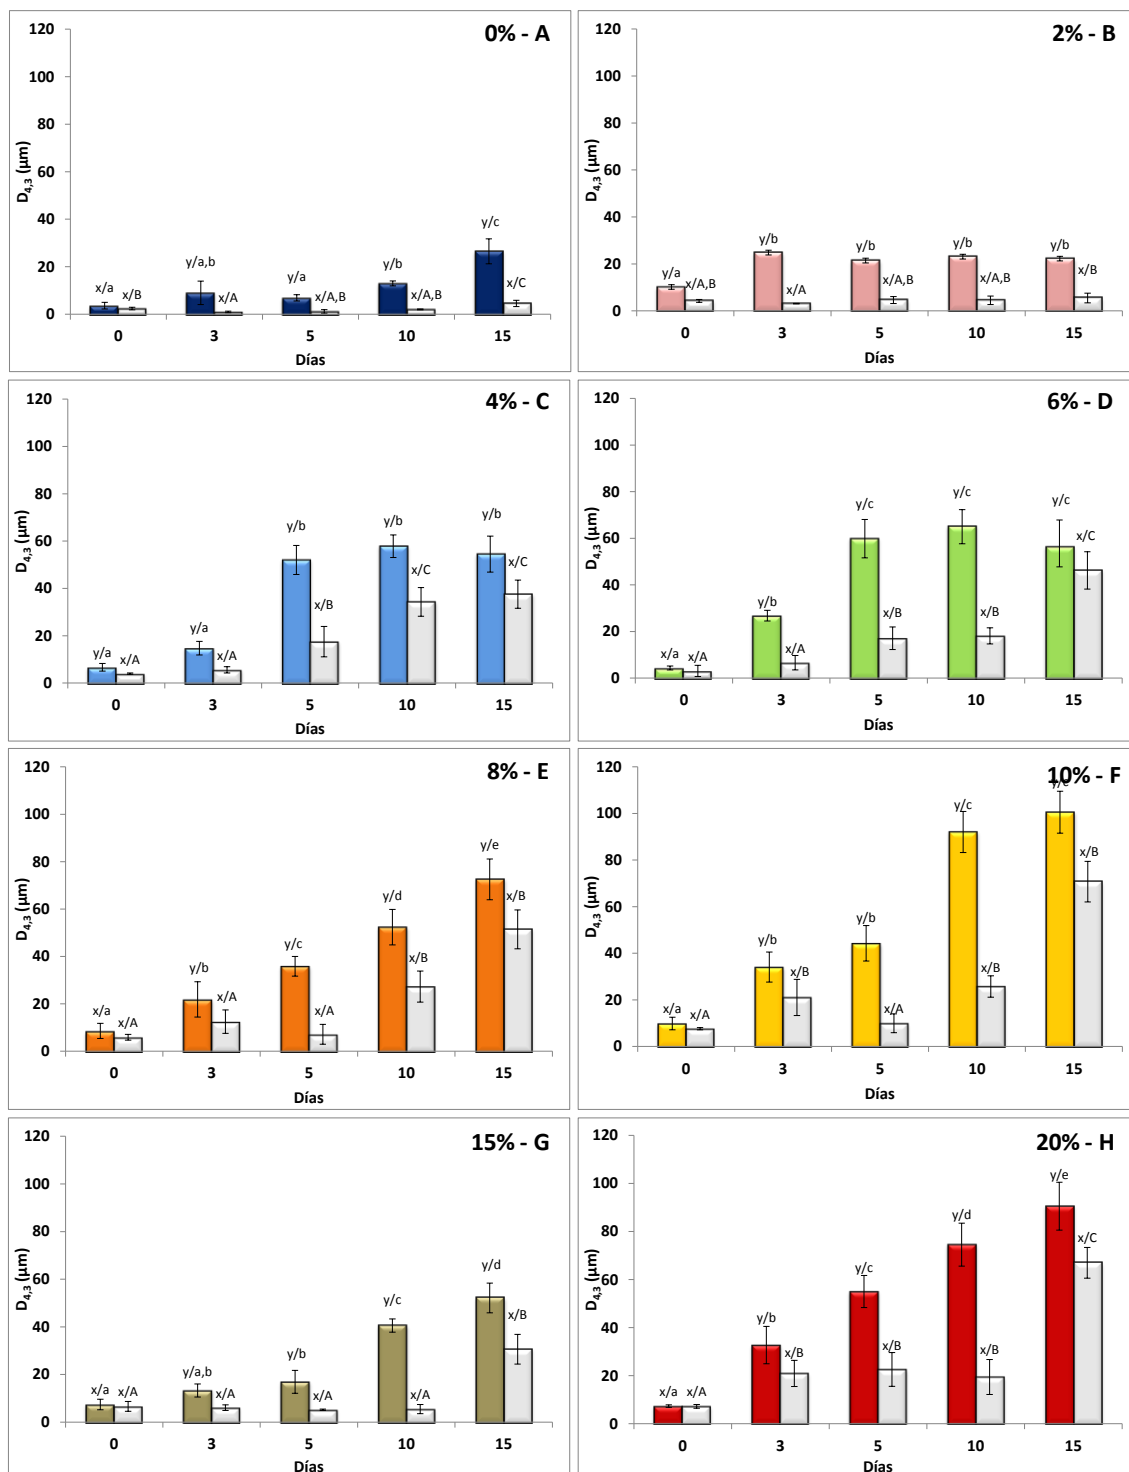 0% - A
120
100
80
60
40
20
0
D4,3 (µm)
x/a
x/B
y/a,b
x/A
y/a
x/A,B
y/b
x/A,B
y/c
x/C
0
3
5
10
15
Días
2% - B
120
100
80
60
40
20
0
D4,3 (µm)
y/a
x/A,B
y/b
x/A
y/b
x/A,B
y/b
x/A,B
y/b
x/B
0
3
5
10
15
Días
4% - C
120
100
80
60
40
20
0
D4,3 (µm)
y/a
x/A
y/a
x/A
y/b
x/B
y/b
x/C
y/b
x/C
0
3
5
10
15
Días
6% - D
120
100
80
60
40
20
0
D4,3 (µm)
x/a
x/A
y/b
x/A
y/c
x/B
y/c
x/B
y/c
x/C
0
3
5
10
15
Días
8% - E
120
100
80
60
40
20
0
D4,3 (µm)
x/a
x/A
y/b
x/A
y/c
x/A
y/d
x/B
y/e
x/B
0
3
5
10
15
Días
10% - F
120
100
80
60
40
20
0
D4,3 (µm)
x/a
x/A
y/b
x/B
y/b
x/A
y/c
x/B
x/B
0
3
5
10
15
Días
15% - G
120
100
80
60
40
20
0
D4,3 (µm)
x/a
x/A
y/a,b
x/A
y/b
x/A
y/c
x/A
y/d
x/B
0
3
5
10
15
Días
20% - H
120
100
80
60
40
20
0
D4,3 (µm)
x/a
x/A
y/b
x/B
y/c
x/B
y/d
x/B
y/e
x/C
0
3
5
10
15
Días